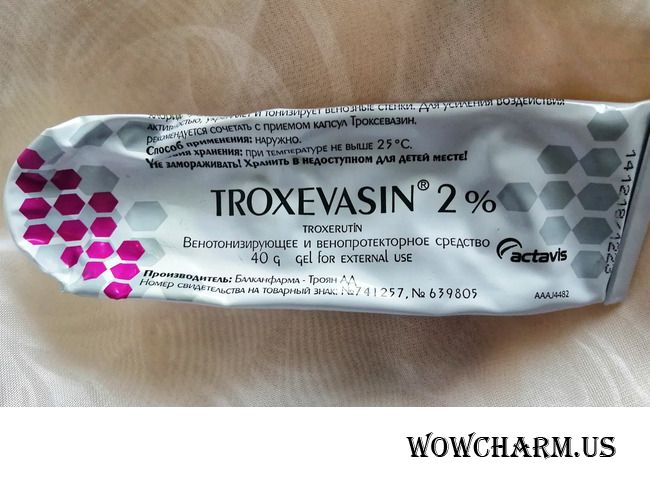 активностью, укрепляет и тонизирует венозные стенки. Для усиления воздействия
рекомендуется сочетать с приемом капсул Троксевазин.
Способ применения: наружно.
хранения: при температуре не выше 25°С.
Не замораживать! Хранить в недоступном для детей месте!
TROXEVASIN® 2%
TROXERUTIN
Венотонизирующее и венопротекторное средство
40 g gel for external use
actavis
Производитель: Балканфарма - Троян АД
Номер свидетельства на товарный знак: №741257, № 639805
AAAJ4482
WOWCHARM.US